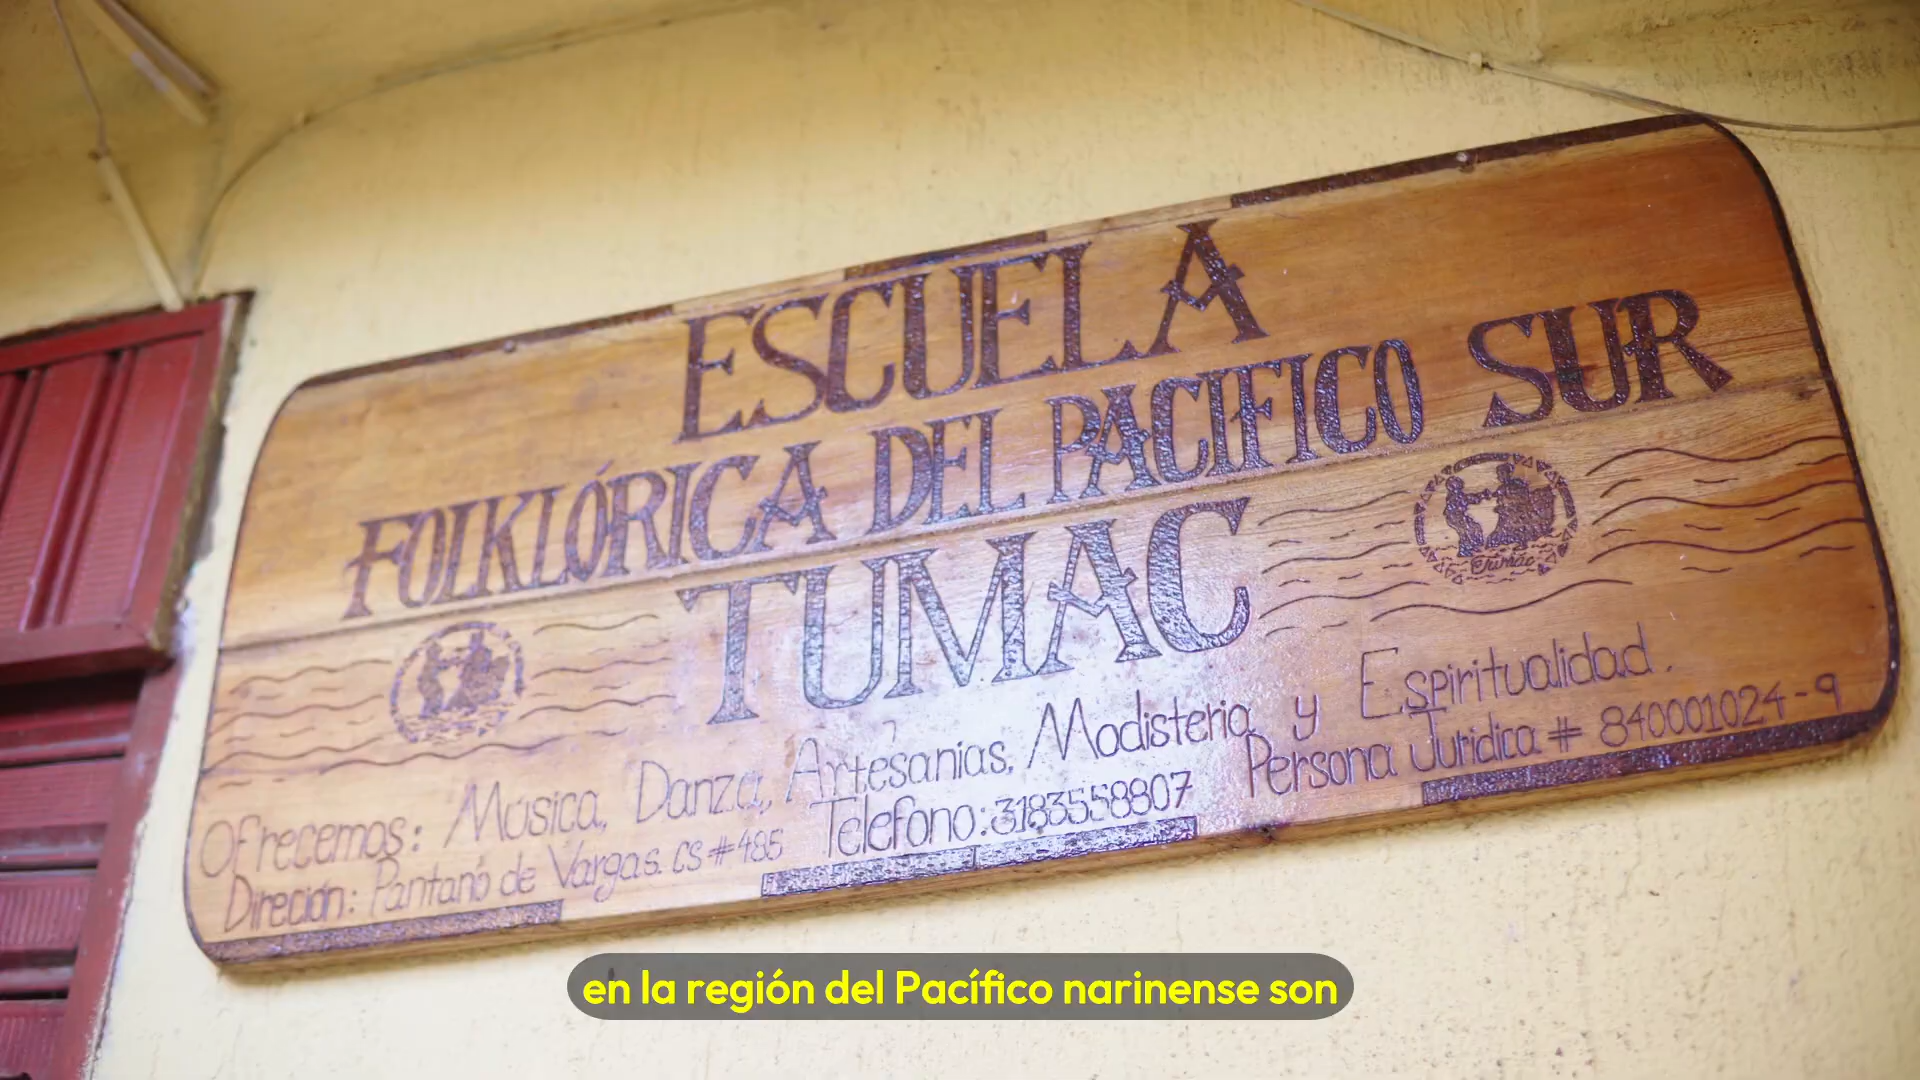 ESCUELA
FOLKLÓRICA DEL PACIFICO SUR
TUMAC
Ofrecemos: Música, Danza, Artesanias, Modisteria y Espiritualidad.
Direción: Pantano de Vargas. CS # 485 Telefono: 3183558807 Persona Juridica # 840001024-9
en la región del Pacífico narinense son